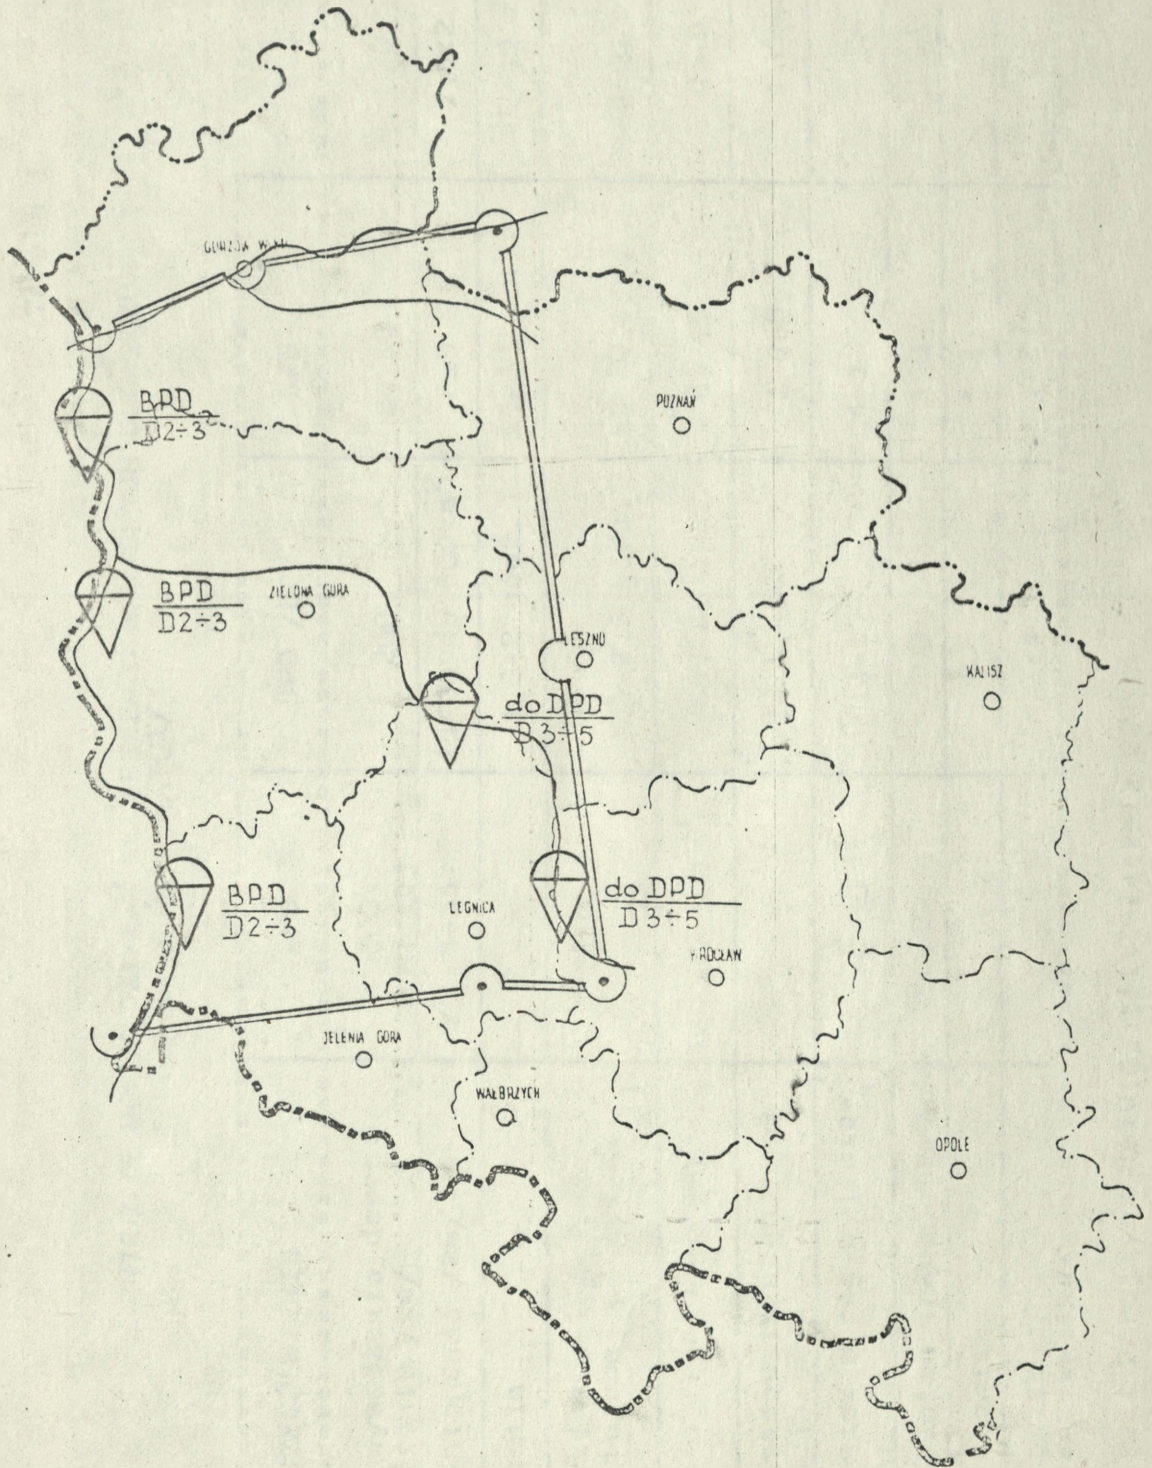 GORZÓW WLKP
BPD
D2÷3
POZNAŃ
BPD
D2÷3
ZIELONA GÓRA
LESZNO
KALISZ
do DPD
D3÷5
BPD
D2÷3
LEGNICA
do DPD
D3÷5
WROCŁAW
JELENIA GÓRA
WAŁBRZYCH
OPOLE